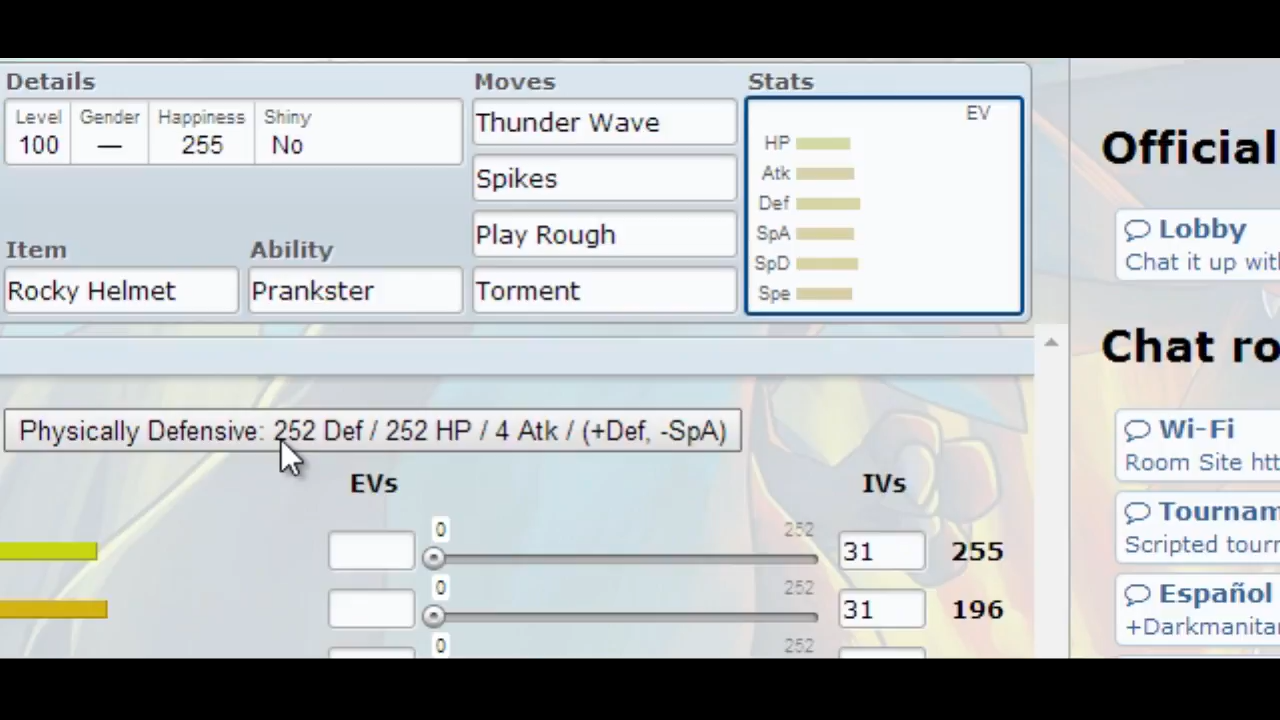 Details
Moves
Stats
Level
Gender
Happiness
Shiny
100
—
255
No
Thunder Wave
Spikes
Play Rough
Torment
EV
HP
Atk
Def
SpA
SpD
Spe
Item
Ability
Rocky Helmet
Prankster
Physically Defensive: 252 Def / 252 HP / 4 Atk / (+Def, -SpA)
EVs
IVs
0
252
31
255
0
252
31
196
0
252
Official
Lobby
Chat it up with
Chat ro
Wi-Fi
Room Site htt
Tournam
Scripted tourn
Español
+Darkmanitan